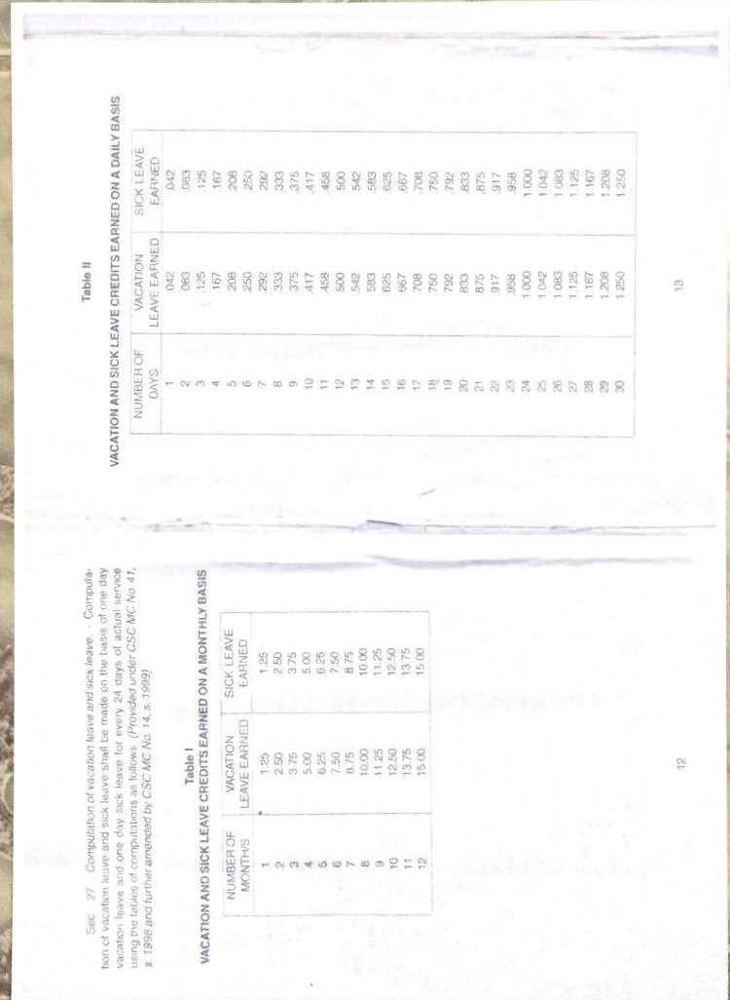 Sec 27 Computation of vacation leave and sick leave. - Computa-
tion of vacation leave and sick leave shall be made on the basis of one day
vacation leave and one day sick leave for every 24 days of actual service
using the tables of computations as follows. (Provided under CSC MC No. 41,
s. 1998 and further amended by CSC MC No. 14, s. 1999)
Table I
VACATION AND SICK LEAVE CREDITS EARNED ON A MONTHLY BASIS
NUMBER OF VACATION SICK LEAVE
MONTH/S LEAVE EARNED EARNED
1 1.25 1.25
2 2.50 2.50
3 3.75 3.75
4 5.00 5.00
5 6.25 6.25
6 7.50 7.50
7 8.75 8.75
8 10.00 10.00
9 11.25 11.25
10 12.50 12.50
11 13.75 13.75
12 15.00 15.00
12
Table II
VACATION AND SICK LEAVE CREDITS EARNED ON A DAILY BASIS
NUMBER OF VACATION SICK LEAVE
DAYS LEAVE EARNED EARNED
1 .042 .042
2 .083 .083
3 .125 .125
4 .167 .167
5 .208 .208
6 .250 .250
7 .292 .292
8 .333 .333
9 .375 .375
10 .417 .417
11 .458 .458
12 .500 .500
13 .542 .542
14 .583 .583
15 .625 .625
16 .667 .667
17 .708 .708
18 .750 .750
19 .792 .792
20 .833 .833
21 .875 .875
22 .917 .917
23 .958 .958
24 1.000 1.000
25 1.042 1.042
26 1.083 1.083
27 1.125 1.125
28 1.167 1.167
29 1.208 1.208
30 1.250 1.250
13